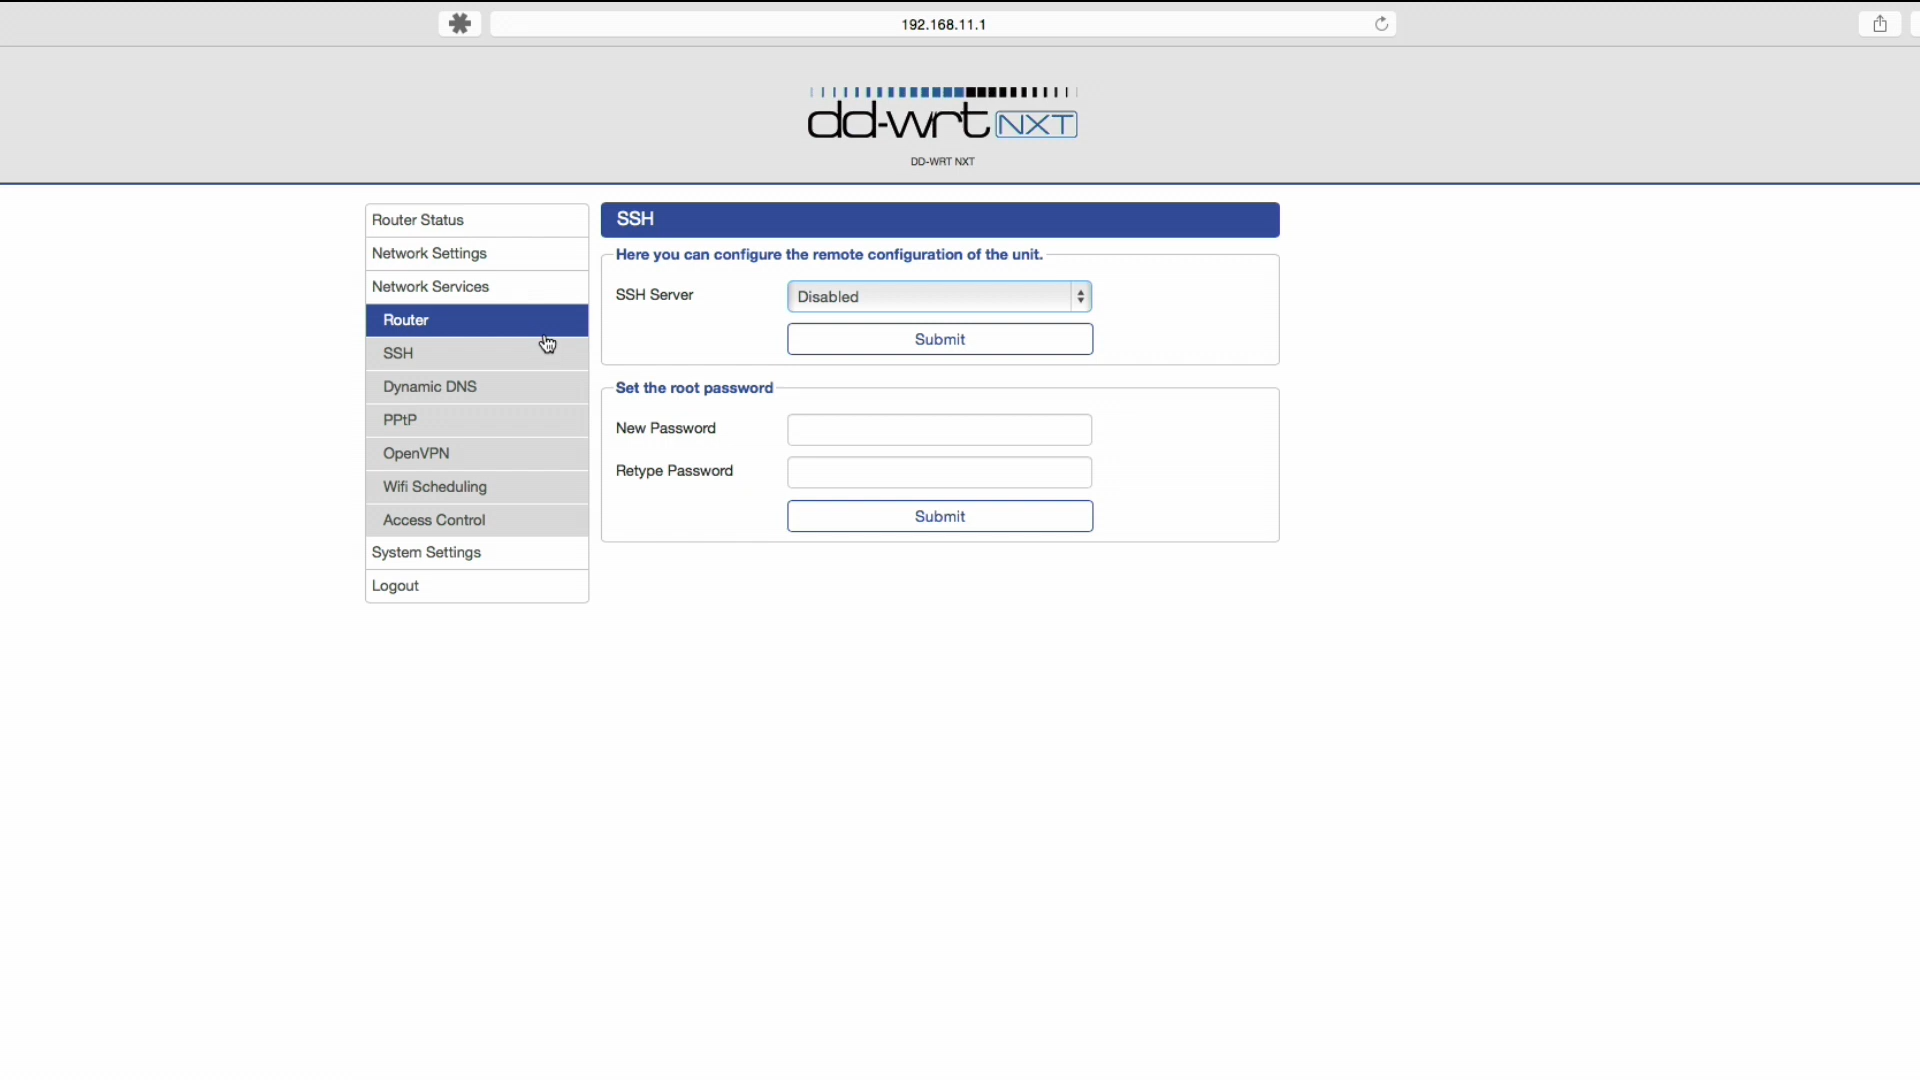 192.168.11.1
dd-wrt NXT
DD-WRT NXT
Router Status
Network Settings
Network Services
Router
SSH
Dynamic DNS
PPtP
OpenVPN
Wifi Scheduling
Access Control
System Settings
Logout
SSH
Here you can configure the remote configuration of the unit.
SSH Server
Disabled
Submit
Set the root password
New Password
Retype Password
Submit